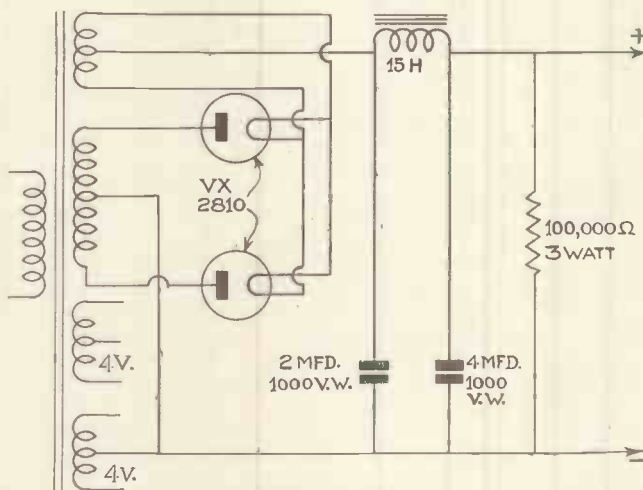 +
15 H
VX
2810
100,000Ω
3 WATT
2 MFD.
1000 V.W.
4 MFD.
1000
V.W.
4V.
4V.
−